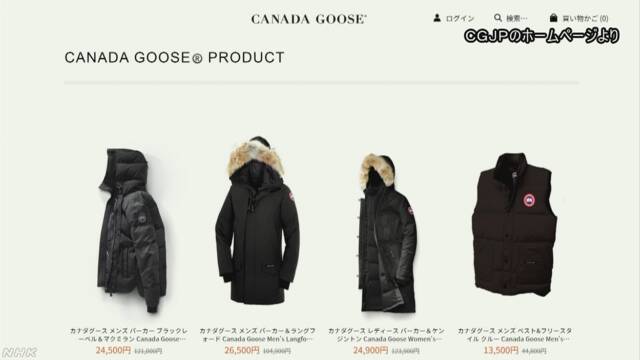 CANADA GOOSE®
ログイン
検索…
買い物かご (0)
CGJPのホームページより
CANADA GOOSE® PRODUCT
カナダグース メンズ パーカー ブラックレーベル&マクミラン Canada Goose…
24,500円 121,000円
カナダグース メンズ パーカー&ラングフォード Canada Goose Men's Langfo…
26,500円 104,900円
カナダグース レディース パーカー&ケンジントン Canada Goose Women's…
24,900円 123,900円
カナダグース メンズ ベスト&フリースタイル クルー Canada Goose Men's…
13,500円 44,800円
NHK